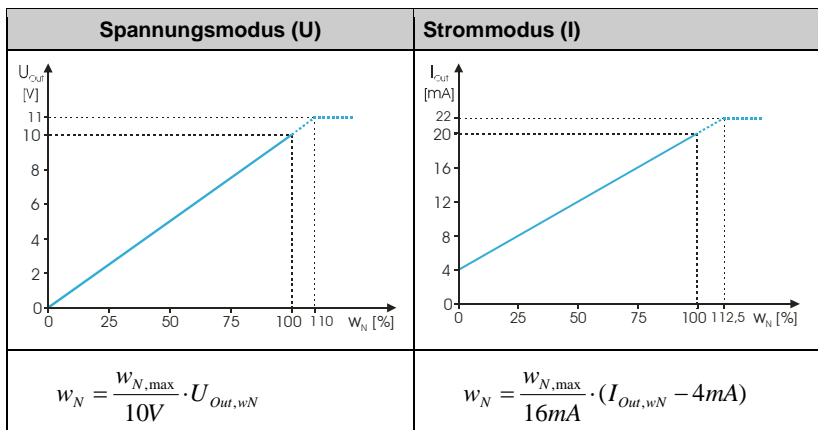 Spannungsmodus (U)
Strommodus (I)
U_Out
[V]
11
10
8
6
4
2
0
0 25 50 75 100 110 w_N [%]
I_Out
[mA]
22
20
16
12
8
4
0
0 25 50 75 100 112,5 w_N [%]
w_N = w_N,max / 10V · U_Out,wN
w_N = w_N,max / 16mA · (I_Out,wN − 4mA)